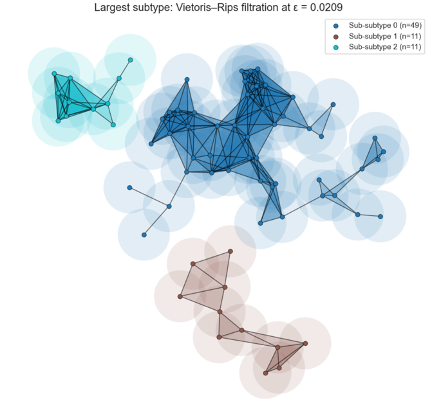 Largest subtype: Vietoris–Rips filtration at ε = 0.0209
Sub-subtype 0 (n=49)
Sub-subtype 1 (n=11)
Sub-subtype 2 (n=11)